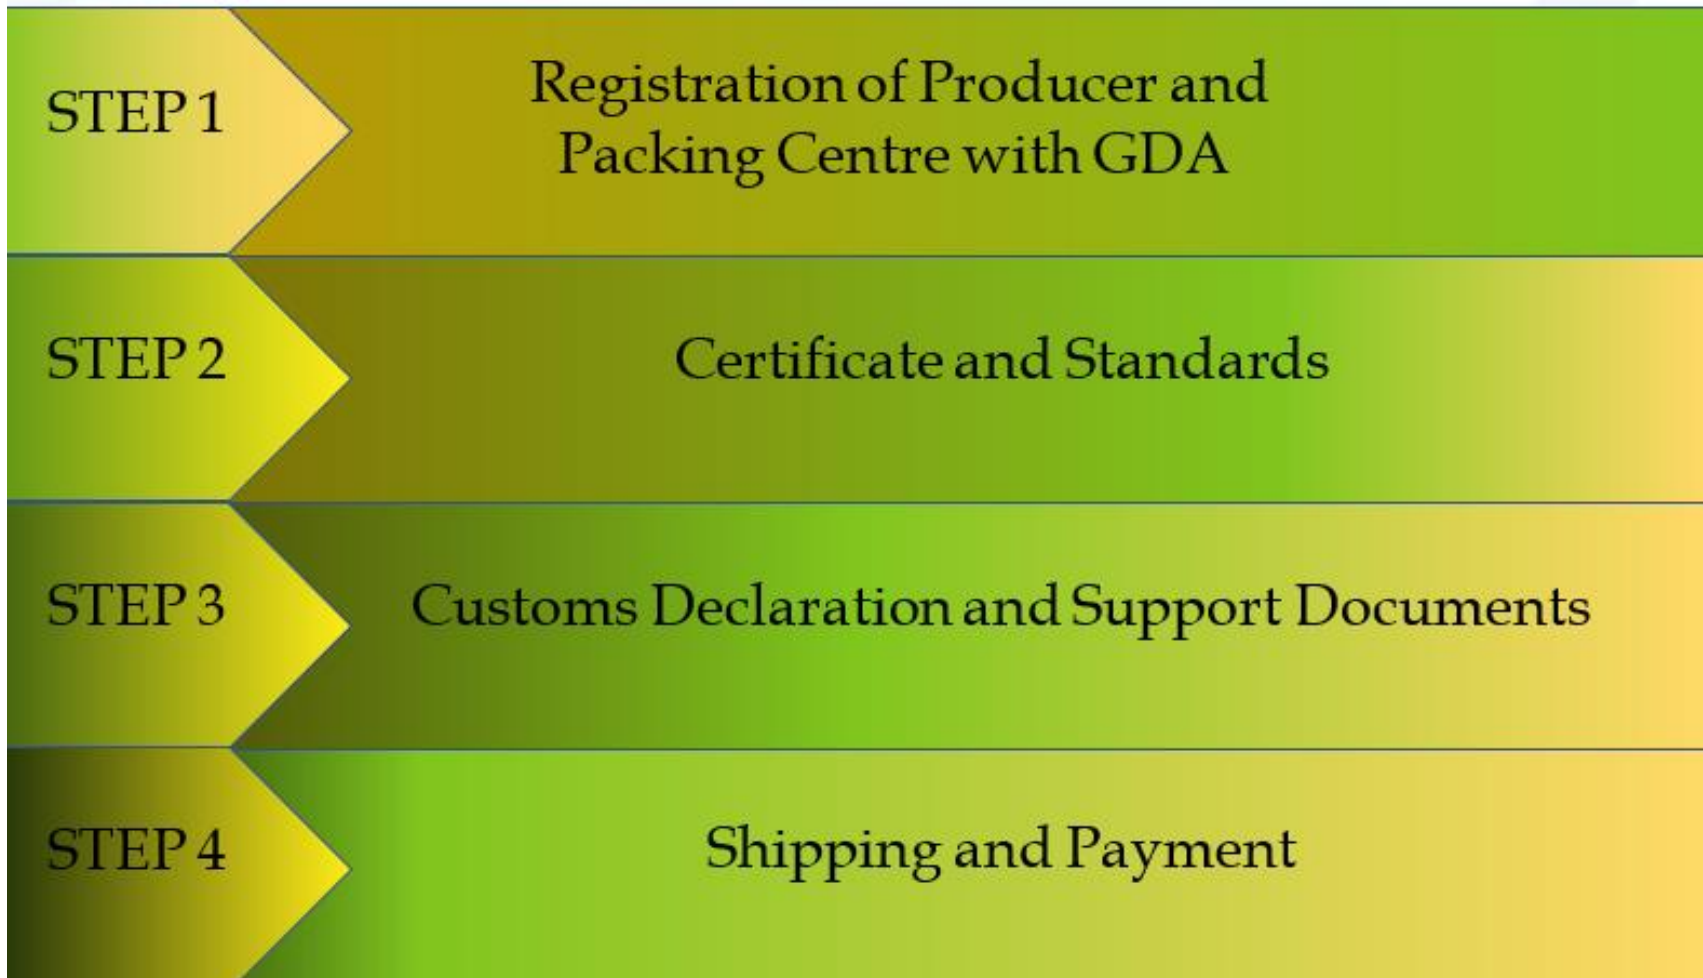 STEP 1
Registration of Producer and
Packing Centre with GDA
STEP 2
Certificate and Standards
STEP 3
Customs Declaration and Support Documents
STEP 4
Shipping and Payment